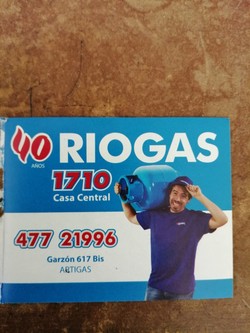 40 RIOGAS
AÑOS
1710
Casa Central
477 21996
Garzón 617 Bis
ARTIGAS